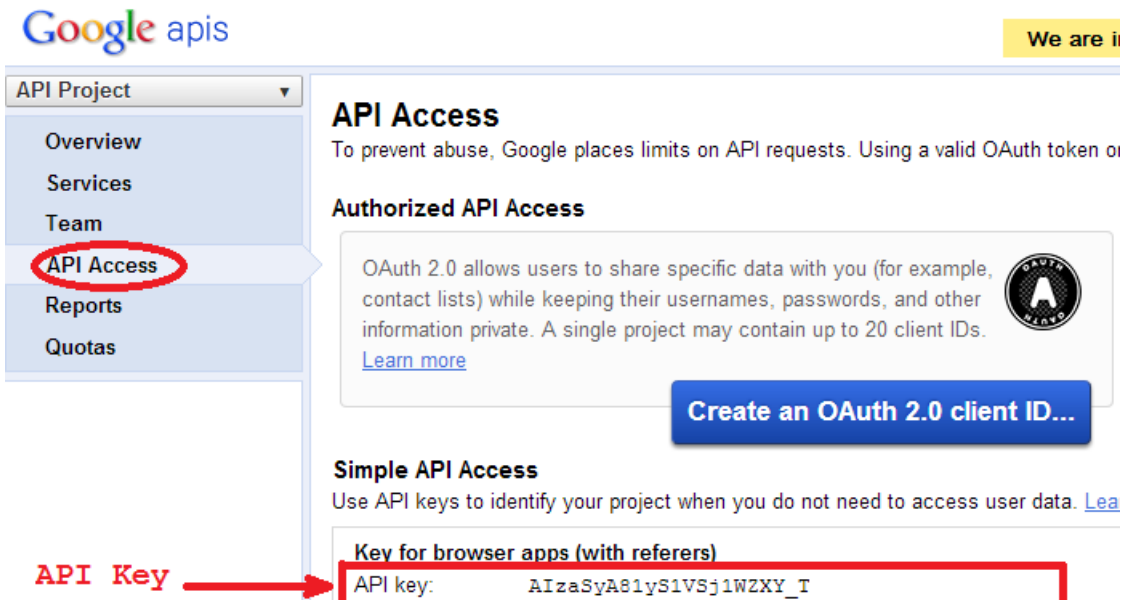 Google apis
We are i
API Project
Overview
Services
Team
API Access
Reports
Quotas
API Access
To prevent abuse, Google places limits on API requests. Using a valid OAuth token o
Authorized API Access
OAuth 2.0 allows users to share specific data with you (for example,
contact lists) while keeping their usernames, passwords, and other
information private. A single project may contain up to 20 client IDs.
Learn more
OAUTH
A
OAUTH
Create an OAuth 2.0 client ID...
Simple API Access
Use API keys to identify your project when you do not need to access user data. Lea
Key for browser apps (with referers)
API Key
API key: AIzaSyA81yS1VSj1WZXY_T